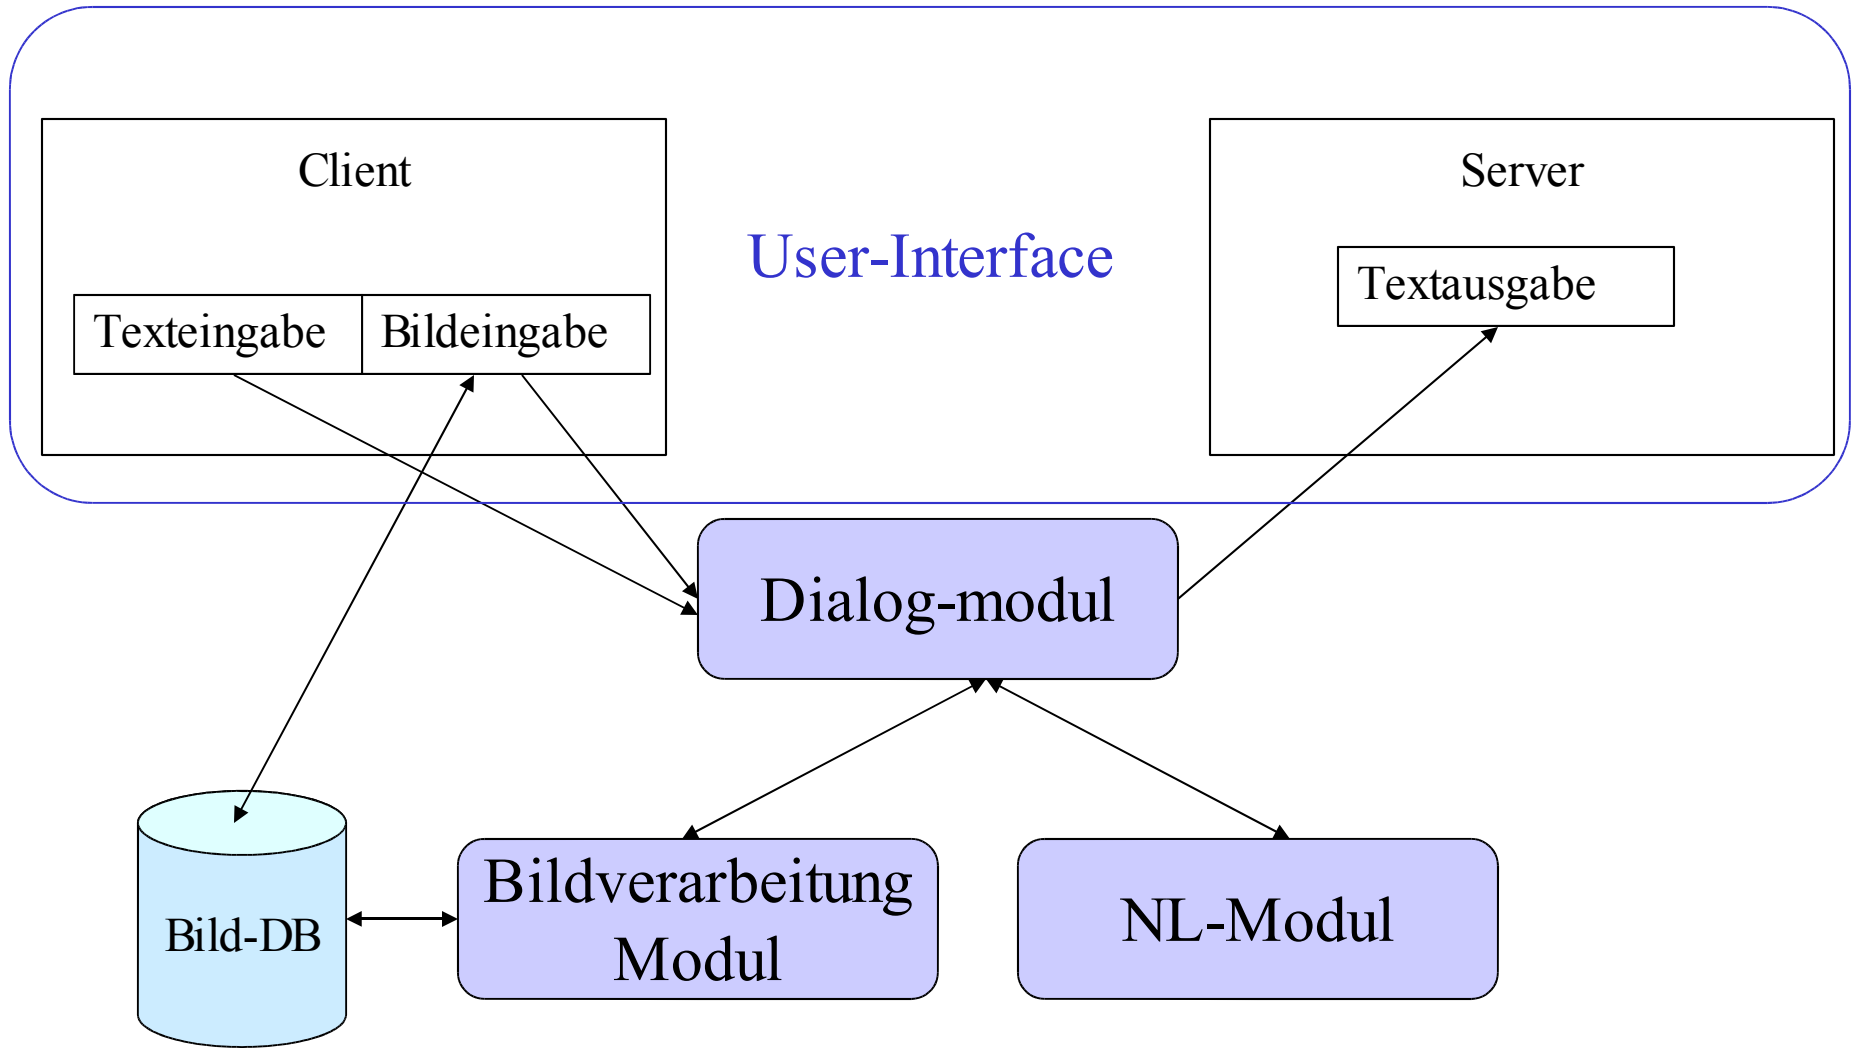 Client
Server
User-Interface
Textausgabe
Texteingabe
Bildeingabe
Dialog-modul
Bildverarbeitung
Modul
NL-Modul
Bild-DB